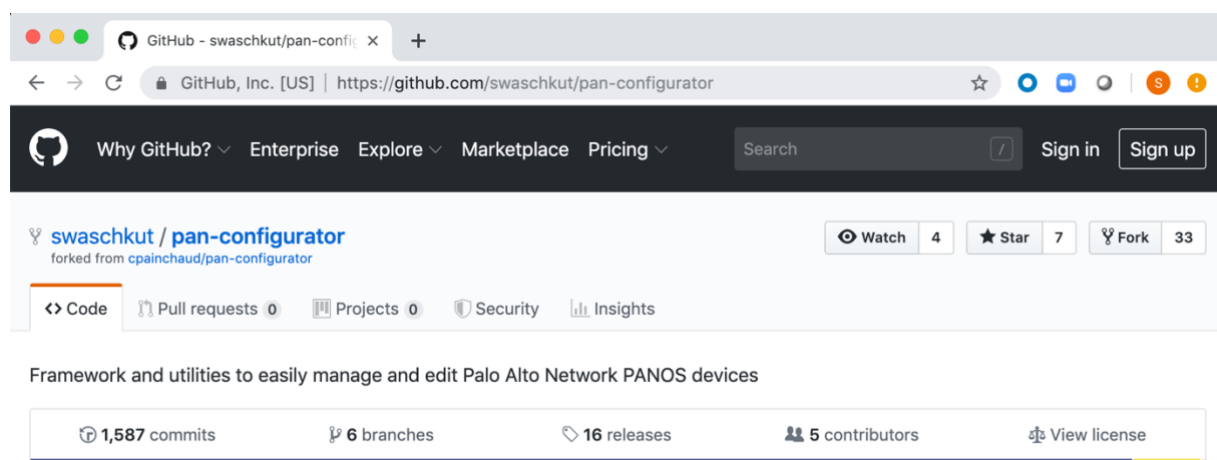 GitHub - swaschkut/pan-config
GitHub, Inc. [US] | https://github.com/swaschkut/pan-configurator
S
Why GitHub? Enterprise Explore Marketplace Pricing Search / Sign in Sign up
swaschkut / pan-configurator Watch 4 Star 7 Fork 33
forked from cpainchaud/pan-configurator
Code Pull requests 0 Projects 0 Security Insights
Framework and utilities to easily manage and edit Palo Alto Network PANOS devices
1,587 commits 6 branches 16 releases 5 contributors View license